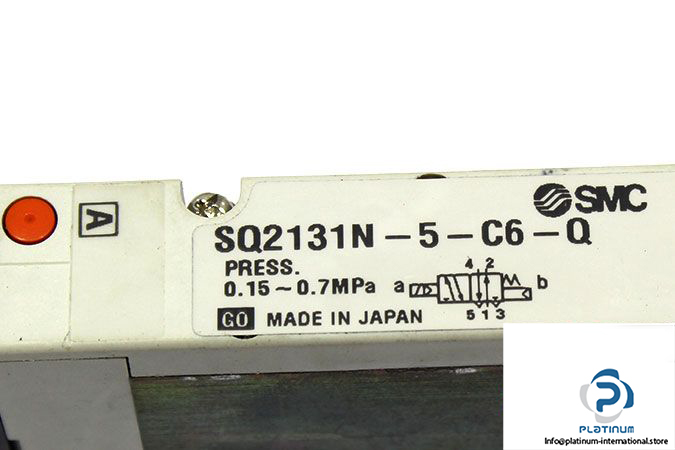 A
SMC
SQ2131N-5-C6-Q
PRESS.
0.15~0.7MPa
a
4 2
b
5 1 3
GO MADE IN JAPAN
P
PLATINUM
Info@platinum-international.store